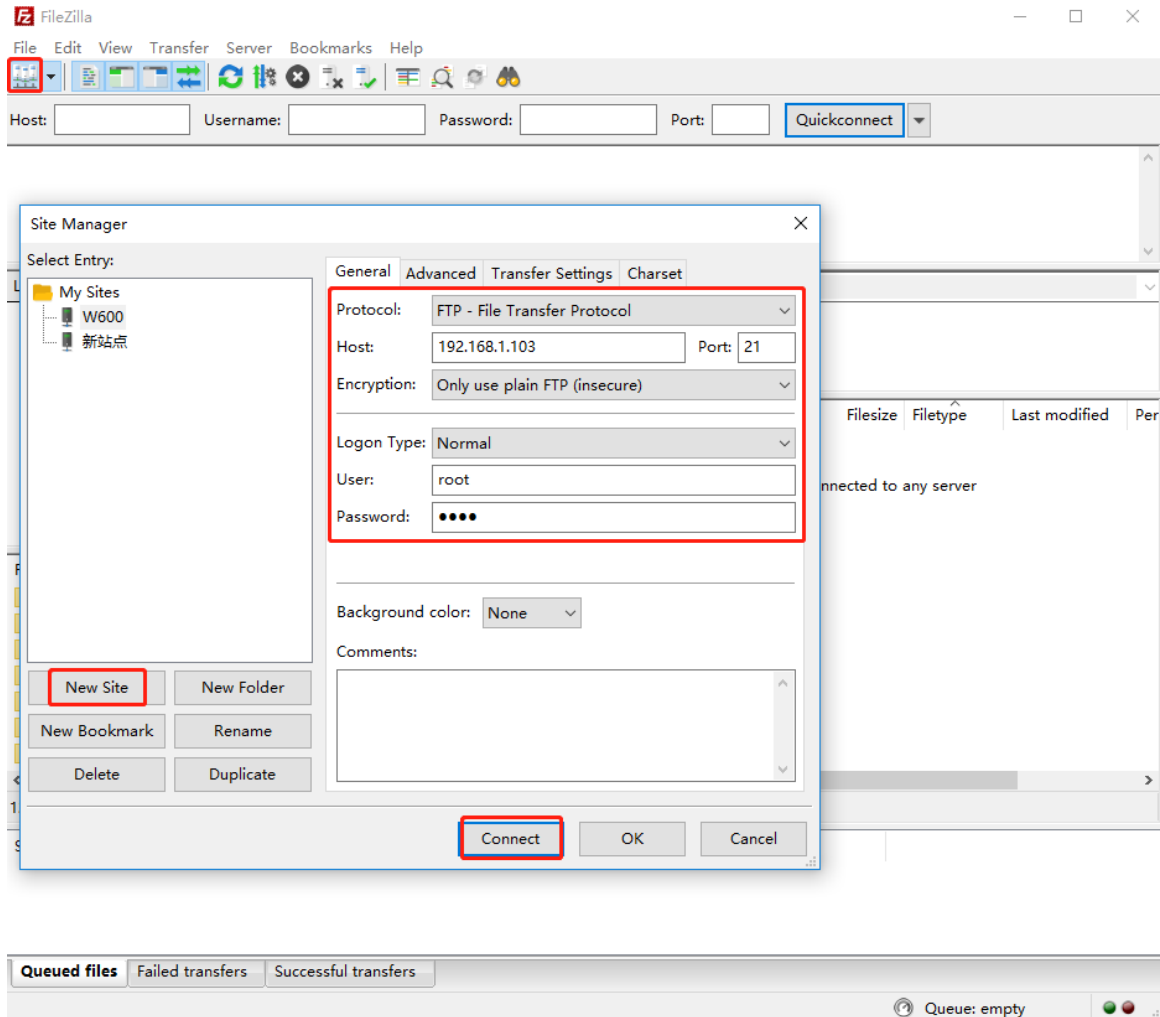 FileZilla
File Edit View Transfer Server Bookmarks Help
Host: Username: Password: Port: Quickconnect
Site Manager
Select Entry:
My Sites
W600
新站点
New Site New Folder
New Bookmark Rename
Delete Duplicate
General Advanced Transfer Settings Charset
Protocol: FTP - File Transfer Protocol
Host: 192.168.1.103 Port: 21
Encryption: Only use plain FTP (insecure)
Logon Type: Normal
User: root
Password: ••••
Background color: None
Comments:
Connect OK Cancel
Filesize Filetype Last modified Per
nnected to any server
Queued files Failed transfers Successful transfers
Queue: empty